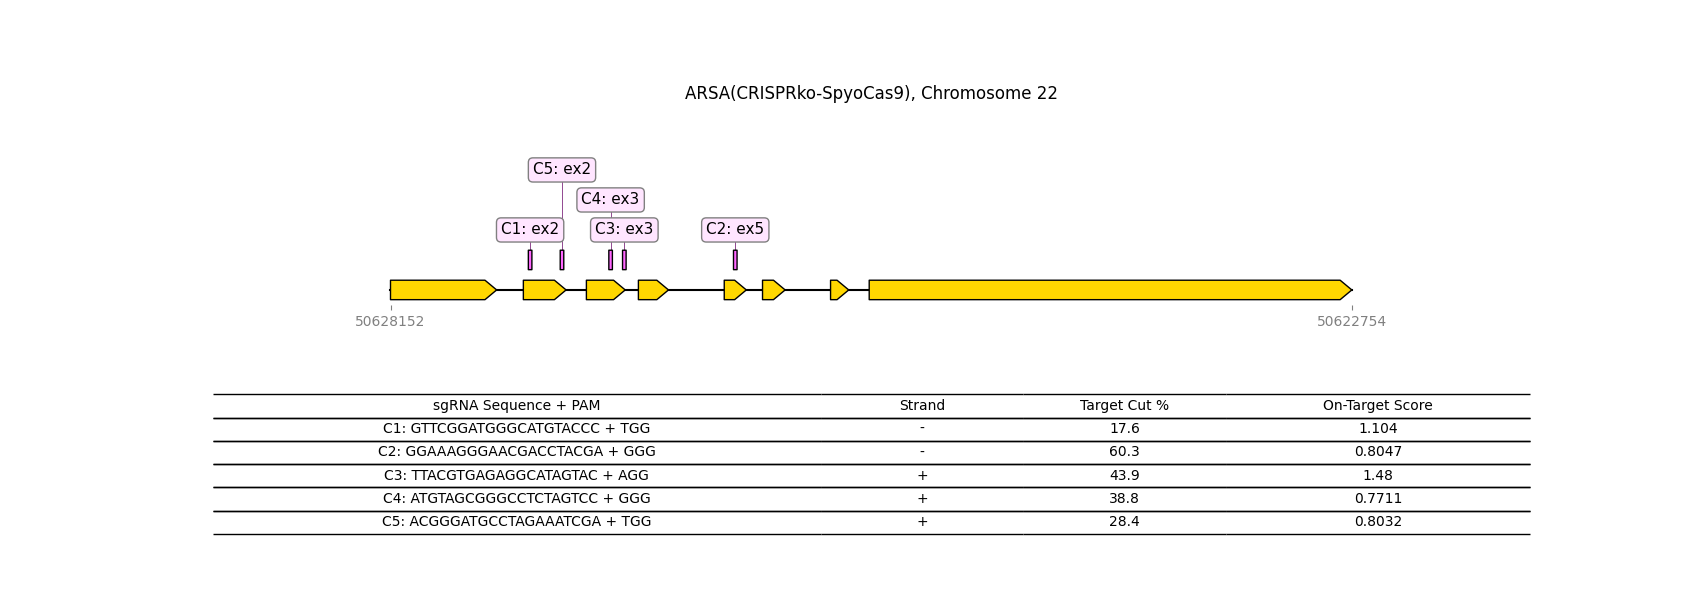 ARSA(CRISPRko-SpyoCas9), Chromosome 22
C5: ex2
C4: ex3
C1: ex2 C3: ex3 C2: ex5
50628152 50622754
sgRNA Sequence + PAM Strand Target Cut % On-Target Score
C1: GTTCGGATGGGCATGTACCC + TGG - 17.6 1.104
C2: GGAAAGGGAACGACCTACGA + GGG - 60.3 0.8047
C3: TTACGTGAGAGGCATAGTAC + AGG + 43.9 1.48
C4: ATGTAGCGGGCCTCTAGTCC + GGG + 38.8 0.7711
C5: ACGGGATGCCTAGAAATCGA + TGG + 28.4 0.8032